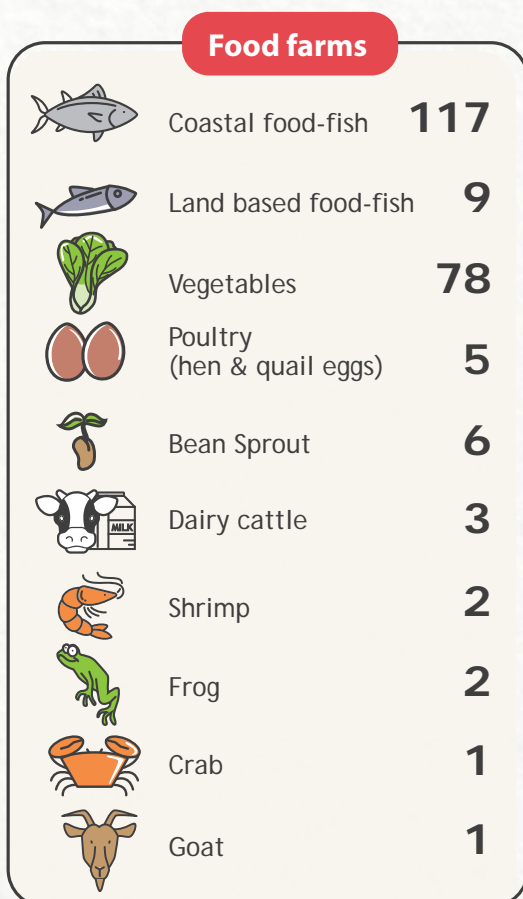 Food farms
Coastal food-fish 117
Land based food-fish 9
Vegetables 78
Poultry
(hen & quail eggs) 5
Bean Sprout 6
MILK
Dairy cattle 3
Shrimp 2
Frog 2
Crab 1
Goat 1